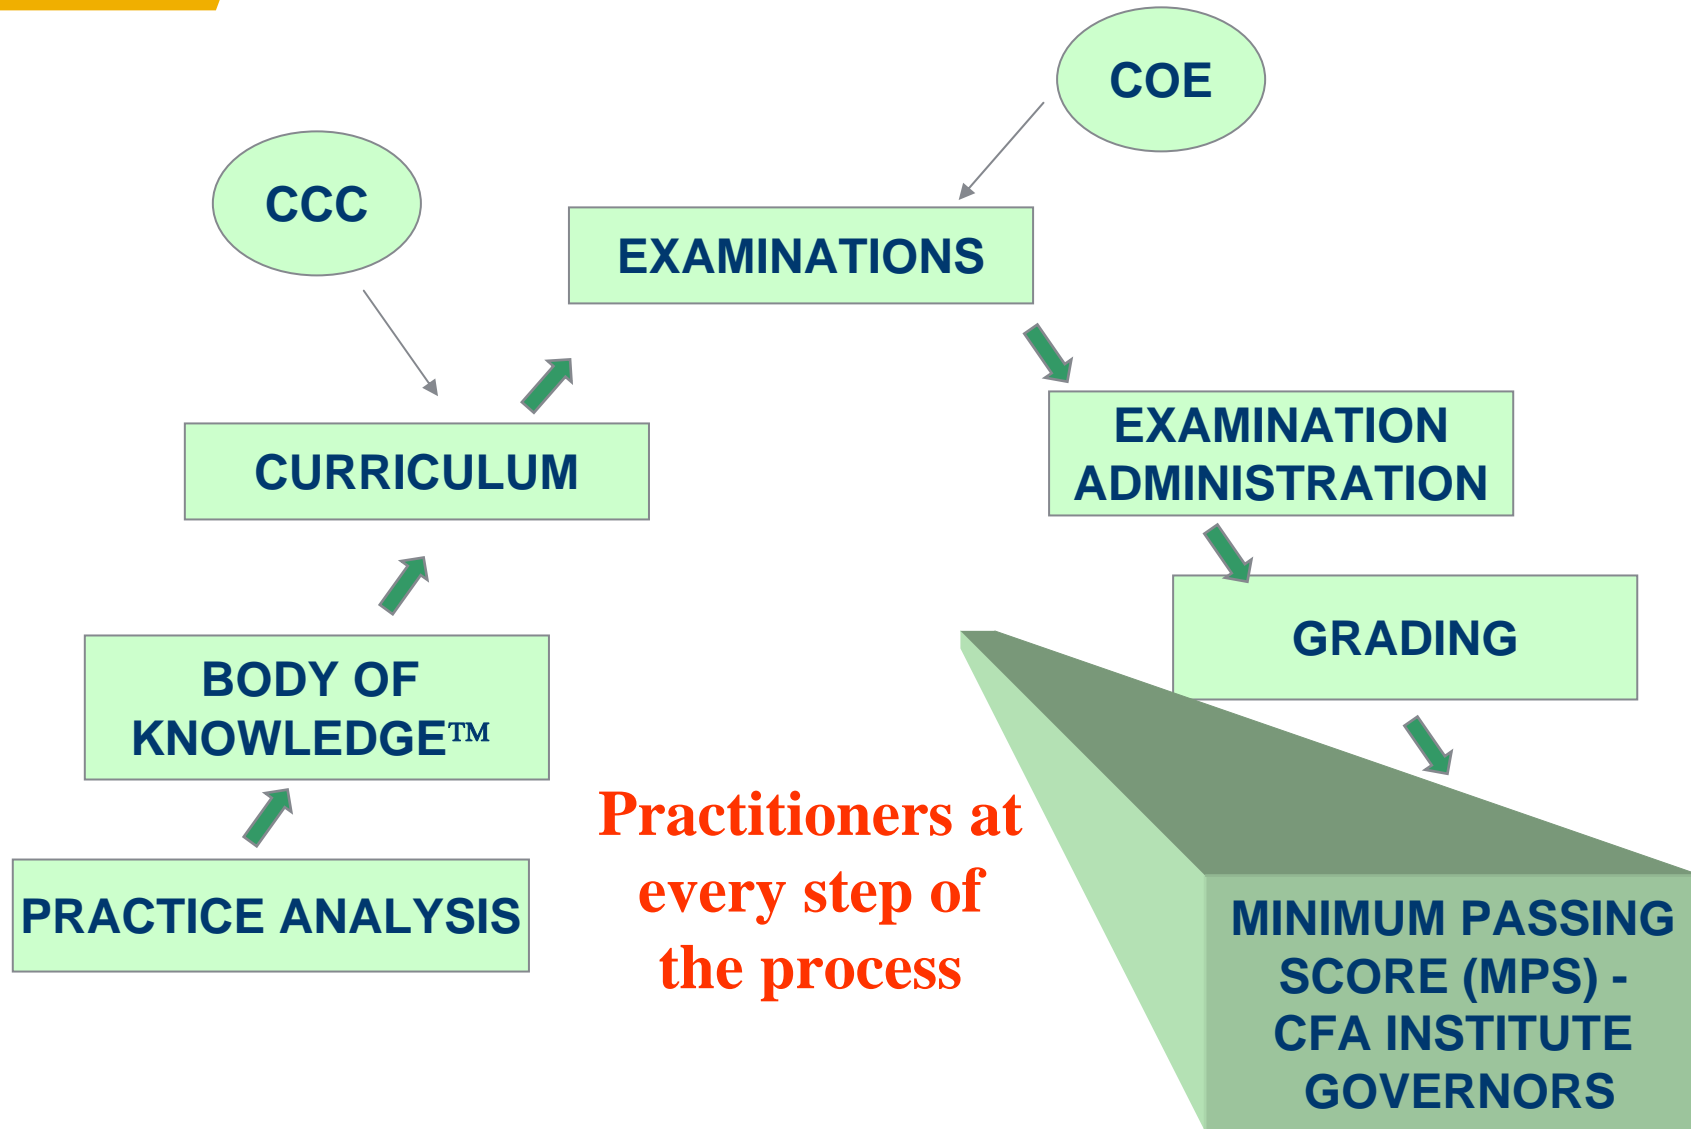 COE
CCC
EXAMINATIONS
EXAMINATION
ADMINISTRATION
CURRICULUM
GRADING
BODY OF
KNOWLEDGE™
PRACTICE ANALYSIS
Practitioners at
every step of
the process
MINIMUM PASSING
SCORE (MPS) -
CFA INSTITUTE
GOVERNORS